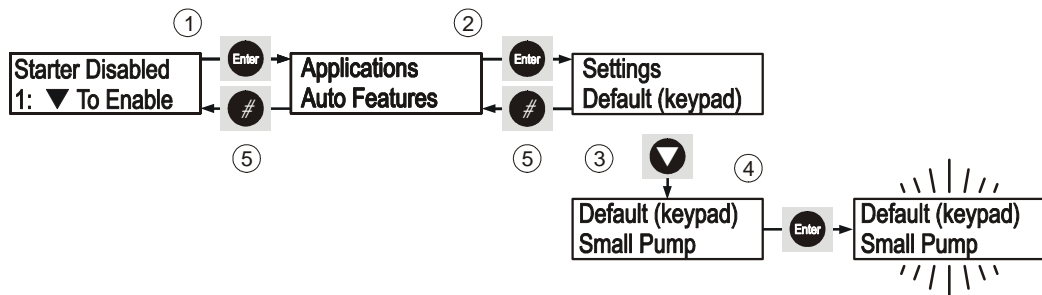 ① ②
Enter Enter
Starter Disabled
1: ▼ To Enable
Applications
Auto Features
Settings
Default (keypad)
# #
⑤ ⑤ ③ ④
Default (keypad)
Small Pump
Enter
Default (keypad)
Small Pump